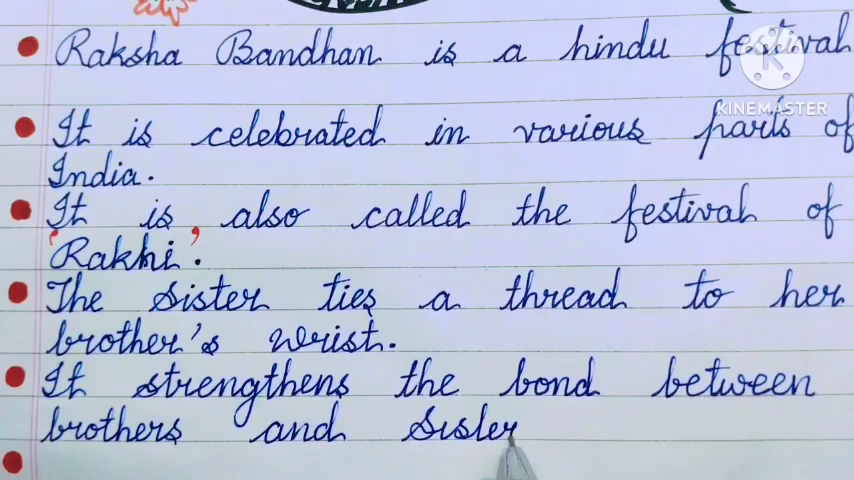 Raksha Bandhan is a hindu festival
KINEMASTER
It is celebrated in various parts of
India.
It is also called the festival of
'Rakhi'.
The Sister ties a thread to her
brother's wrist.
It strengthens the bond between
brothers and Sister